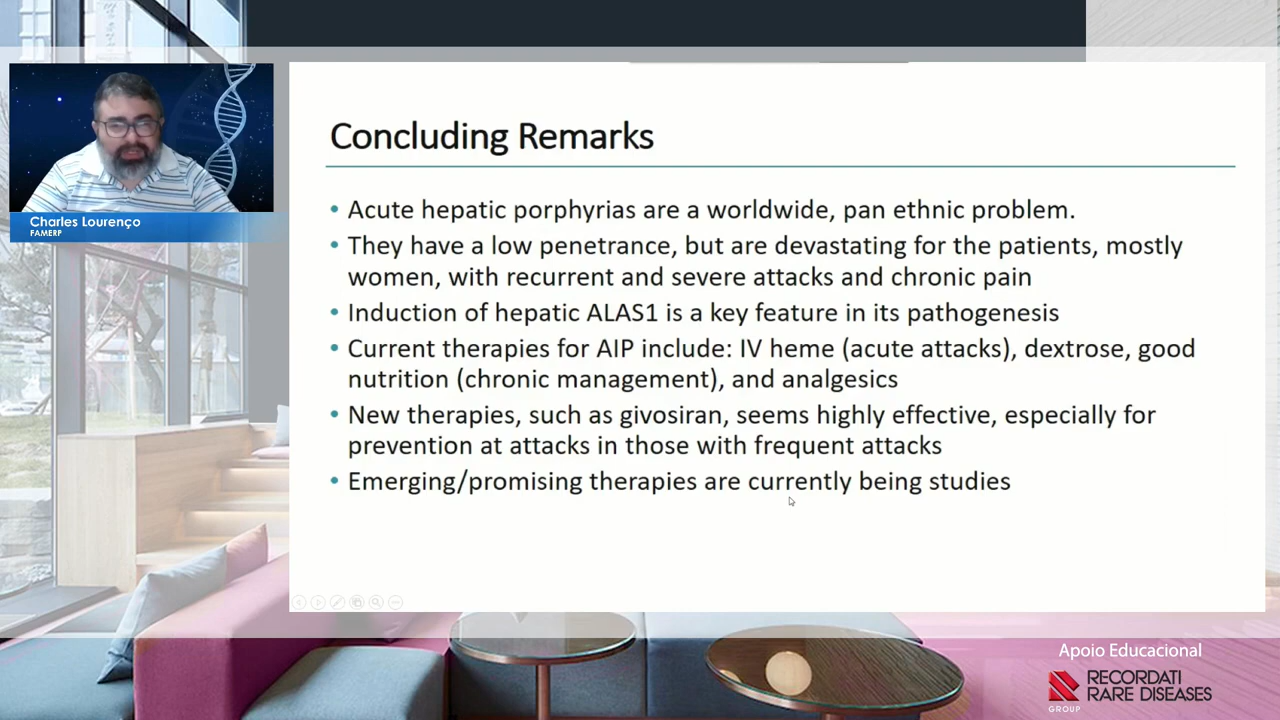 Charles Lourenço
FAMERP
Concluding Remarks
• Acute hepatic porphyrias are a worldwide, pan ethnic problem.
• They have a low penetrance, but are devastating for the patients, mostly
women, with recurrent and severe attacks and chronic pain
• Induction of hepatic ALAS1 is a key feature in its pathogenesis
• Current therapies for AIP include: IV heme (acute attacks), dextrose, good
nutrition (chronic management), and analgesics
• New therapies, such as givosiran, seems highly effective, especially for
prevention at attacks in those with frequent attacks
• Emerging/promising therapies are currently being studies
Apoio Educacional
RECORDATI
RARE DISEASES
GROUP